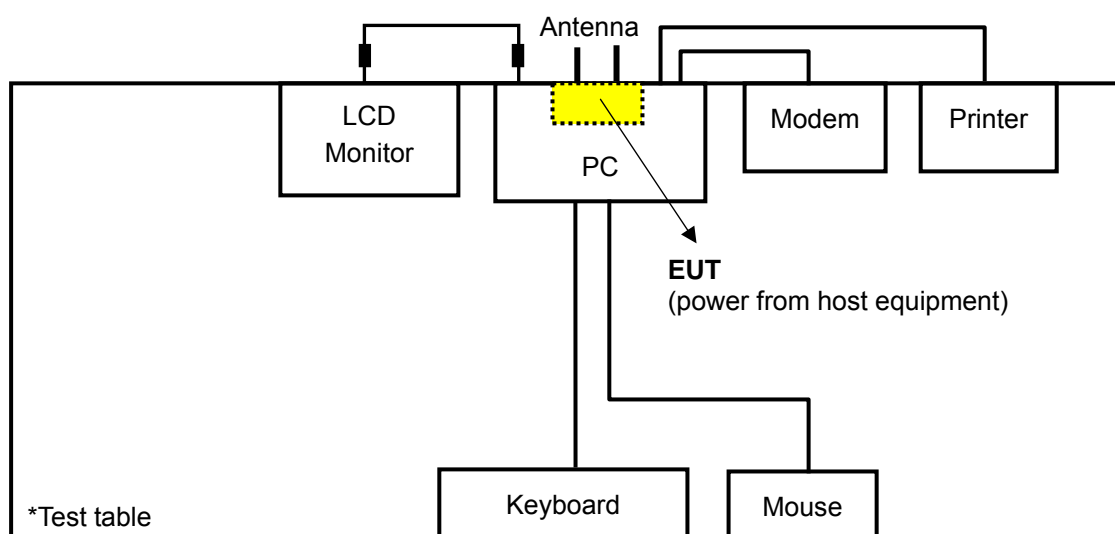 Antenna
LCD
Monitor
PC
Modem
Printer
EUT
(power from host equipment)
Keyboard
Mouse
*Test table